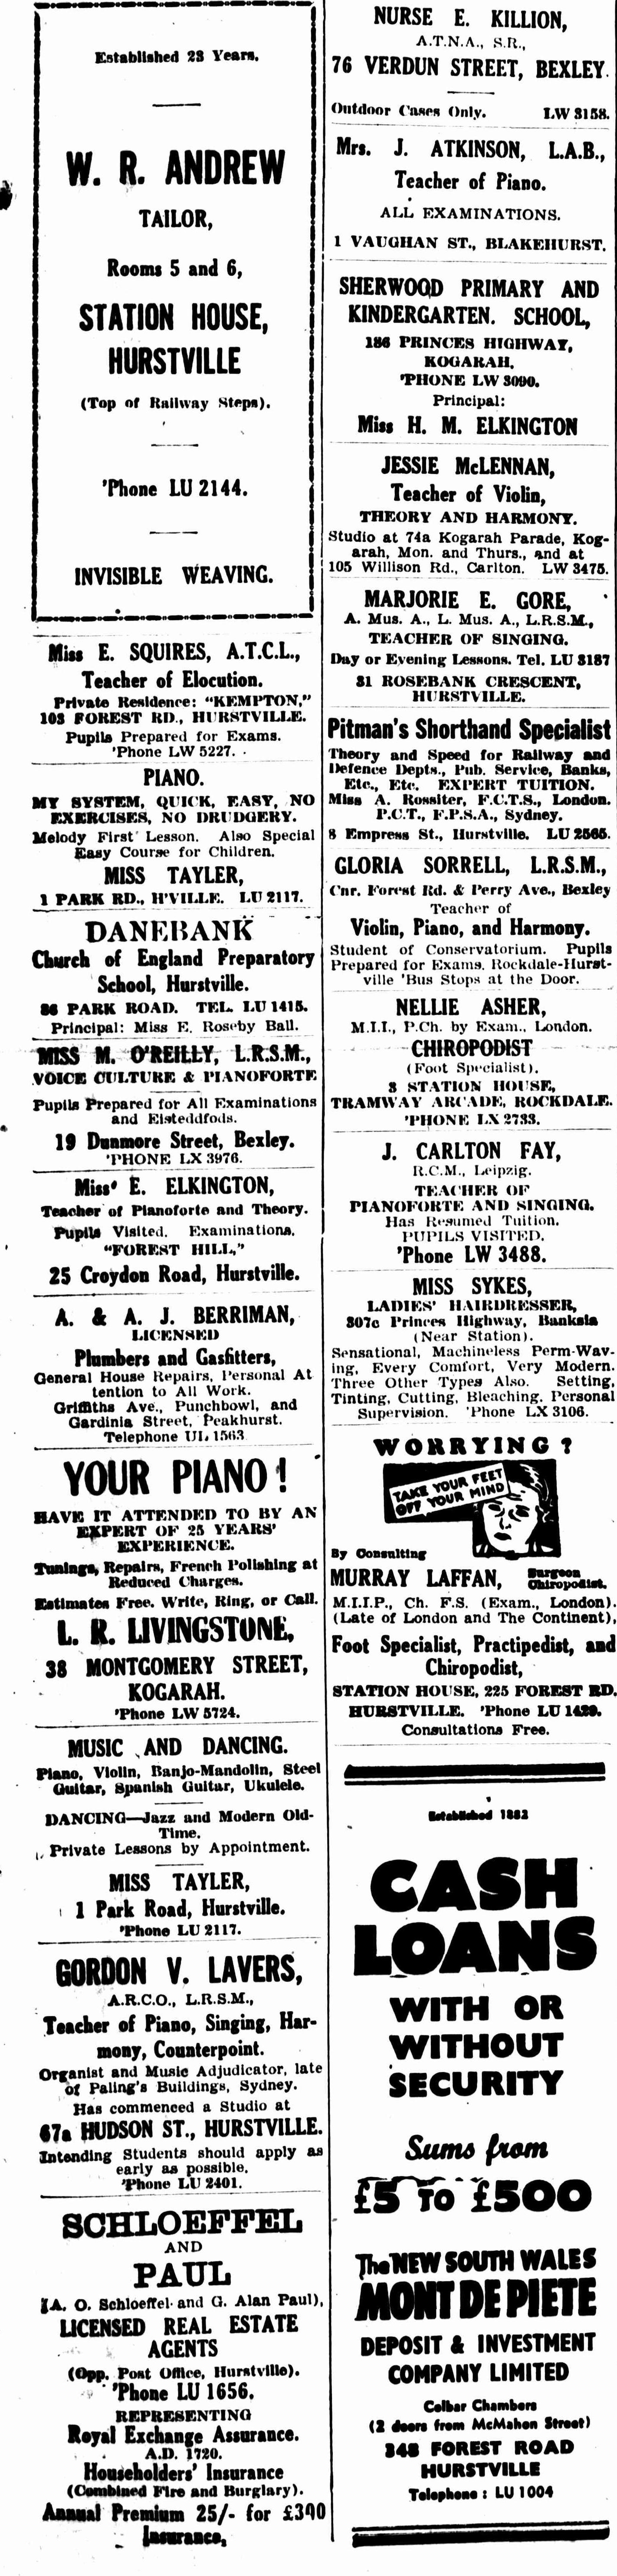 Established 28 Years.
W. R. ANDREW
TAILOR,
Rooms 5 and 6,
STATION HOUSE,
HURSTVILLE
(Top of Railway Steps).
'Phone LU 2144.
INVISIBLE WEAVING.
Miss E. SQUIRES, A.T.C.L.,
Teacher of Elocution.
Private Residence: "KEMPTON,"
103 FOREST RD., HURSTVILLE.
Pupils Prepared for Exams.
'Phone LW 5227.
PIANO.
MY SYSTEM, QUICK, EASY, NO
EXERCISES, NO DRUDGERY.
Melody First Lesson. Also Special
Easy Course for Children.
MISS TAYLER,
1 PARK RD., H'VILLE. LU 2117.
DANEBANK
Church of England Preparatory
School, Hurstville.
86 PARK ROAD. TEL. LU 1415.
Principal: Miss E. Roseby Ball.
MISS M. O'REILLY, L.R.S.M.,
VOICE CULTURE & PIANOFORTE
Pupils Prepared for All Examinations
and Eisteddfods.
19 Dunmore Street, Bexley.
'PHONE LX 3976.
Miss E. ELKINGTON,
Teacher of Pianoforte and Theory.
Pupils Visited. Examinations.
"FOREST HILL,"
25 Croydon Road, Hurstville.
A. & A. J. BERRIMAN,
LICENSED
Plumbers and Gasfitters,
General House Repairs, Personal At
tention to All Work.
Griffiths Ave., Punchbowl, and
Gardinia Street, Peakhurst.
Telephone UL 1563
YOUR PIANO!
HAVE IT ATTENDED TO BY AN
EXPERT OF 25 YEARS'
EXPERIENCE.
Tunings, Repairs, French Polishing at
Reduced Charges.
Estimates Free. Write, Ring, or Call.
L. R. LIVINGSTONE,
38 MONTGOMERY STREET,
KOGARAH.
'Phone LW 5724.
MUSIC AND DANCING.
Piano, Violin, Banjo-Mandolin, Steel
Guitar, Spanish Guitar, Ukulele.
DANCING—Jazz and Modern Old-
Time.
Private Lessons by Appointment.
MISS TAYLER,
1 Park Road, Hurstville.
'Phone LU 2117.
GORDON V. LAVERS,
A.R.C.O., L.R.S.M.,
Teacher of Piano, Singing, Har-
mony, Counterpoint.
Organist and Music Adjudicator, late
of Paling's Buildings, Sydney.
Has commenced a Studio at
67a HUDSON ST., HURSTVILLE.
Intending Students should apply as
early as possible.
'Phone LU 2401.
SCHLOEFFEL
AND
PAUL
(A. O. Schloeffel and G. Alan Paul),
LICENSED REAL ESTATE
AGENTS
(Opp. Post Office, Hurstville).
'Phone LU 1656.
REPRESENTING
Royal Exchange Assurance.
A.D. 1720.
Householders' Insurance
(Combined Fire and Burglary).
Annual Premium 25/- for £300
Insurance,
NURSE E. KILLION,
A.T.N.A., S.R.,
76 VERDUN STREET, BEXLEY.
Outdoor Cases Only. LW 3158.
Mrs. J. ATKINSON, L.A.B.,
Teacher of Piano.
ALL EXAMINATIONS.
1 VAUGHAN ST., BLAKEHURST.
SHERWOOD PRIMARY AND
KINDERGARTEN. SCHOOL,
186 PRINCES HIGHWAY,
KOGARAH.
'PHONE LW 3090.
Principal:
Miss H. M. ELKINGTON
JESSIE McLENNAN,
Teacher of Violin,
THEORY AND HARMONY.
Studio at 74a Kogarah Parade, Kog-
arah, Mon. and Thurs., and at
105 Willison Rd., Carlton. LW 3475.
MARJORIE E. GORE,
A. Mus. A., L. Mus. A., L.R.S.M.,
TEACHER OF SINGING.
Day or Evening Lessons. Tel. LU 3187
31 ROSEBANK CRESCENT,
HURSTVILLE.
Pitman's Shorthand Specialist
Theory and Speed for Railway and
Defence Depts., Pub. Service, Banks,
Etc., Etc. EXPERT TUITION.
Miss A. Rossiter, F.C.T.S., London.
P.C.T., F.P.S.A., Sydney.
8 Empress St., Hurstville. LU 2565.
GLORIA SORRELL, L.R.S.M.,
Cnr. Forest Rd. & Perry Ave., Bexley
Teacher of
Violin, Piano, and Harmony.
Student of Conservatorium. Pupils
Prepared for Exams. Rockdale-Hurst-
ville 'Bus Stops at the Door.
NELLIE ASHER,
M.I.I., P.Ch. by Exam., London.
CHIROPODIST
(Foot Specialist).
8 STATION HOUSE,
TRAMWAY ARCADE, ROCKDALE.
'PHONE LX 2733.
J. CARLTON FAY,
R.C.M., Leipzig.
TEACHER OF
PIANOFORTE AND SINGING.
Has Resumed Tuition.
PUPILS VISITED.
'Phone LW 3488.
MISS SYKES,
LADIES' HAIRDRESSER,
307c Princes Highway, Banksia
(Near Station).
Sensational, Machineless Perm-Wav-
ing, Every Comfort, Very Modern.
Three Other Types Also. Setting,
Tinting, Cutting, Bleaching. Personal
Supervision. 'Phone LX 3106.
WORRYING?
TAKE YOUR FEET
OFF YOUR MIND
By Consulting
MURRAY LAFFAN, Surgeon
Chiropodist.
M.I.I.P., Ch. F.S. (Exam., London).
(Late of London and The Continent),
Foot Specialist, Practipedist, and
Chiropodist,
STATION HOUSE, 225 FOREST RD.
HURSTVILLE. 'Phone LU 1429.
Consultations Free.
Established 1882
CASH
LOANS
WITH OR
WITHOUT
SECURITY
Sums from
£5 TO £500
The NEW SOUTH WALES
MONT DE PIETE
DEPOSIT & INVESTMENT
COMPANY LIMITED
Colbar Chambers
(2 doors from McMahon Street)
248 FOREST ROAD
HURSTVILLE
Telephone: LU 1004